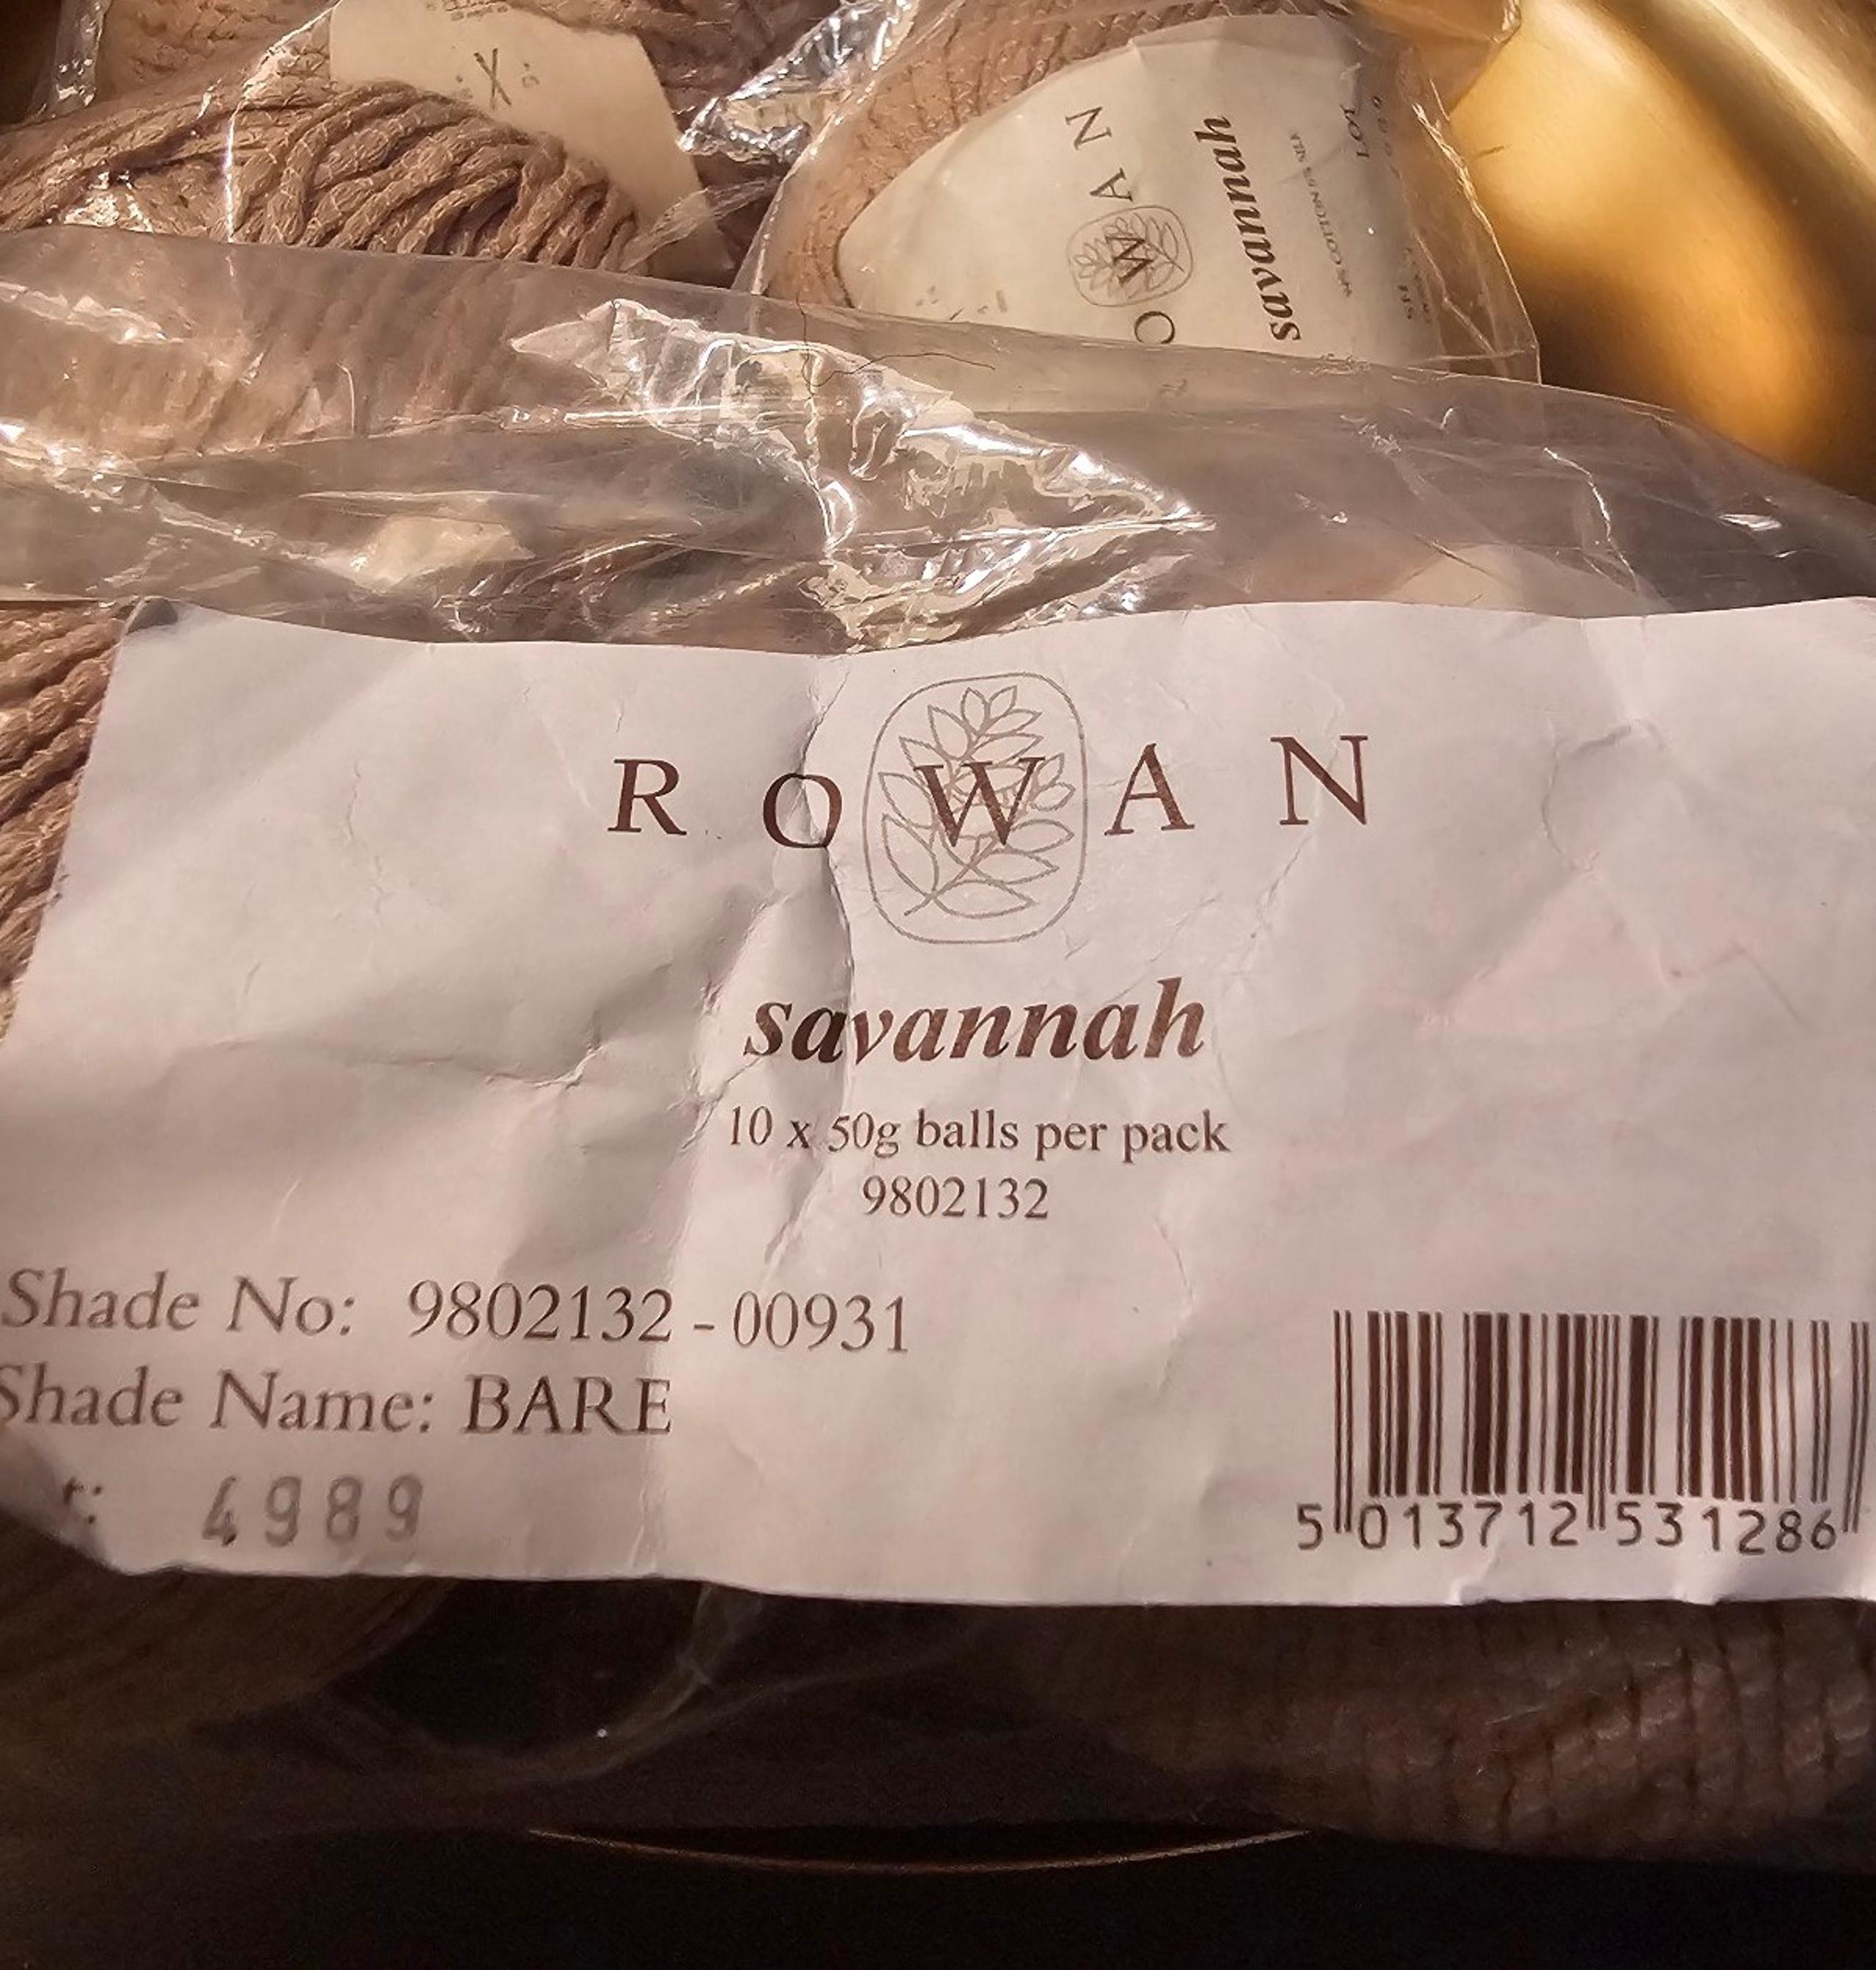 ROWAN
savannah
LOT
ROWAN
savannah
10 x 50g balls per pack
9802132
Shade No: 9802132 - 00931
Shade Name: BARE
4989
5 013712 531286